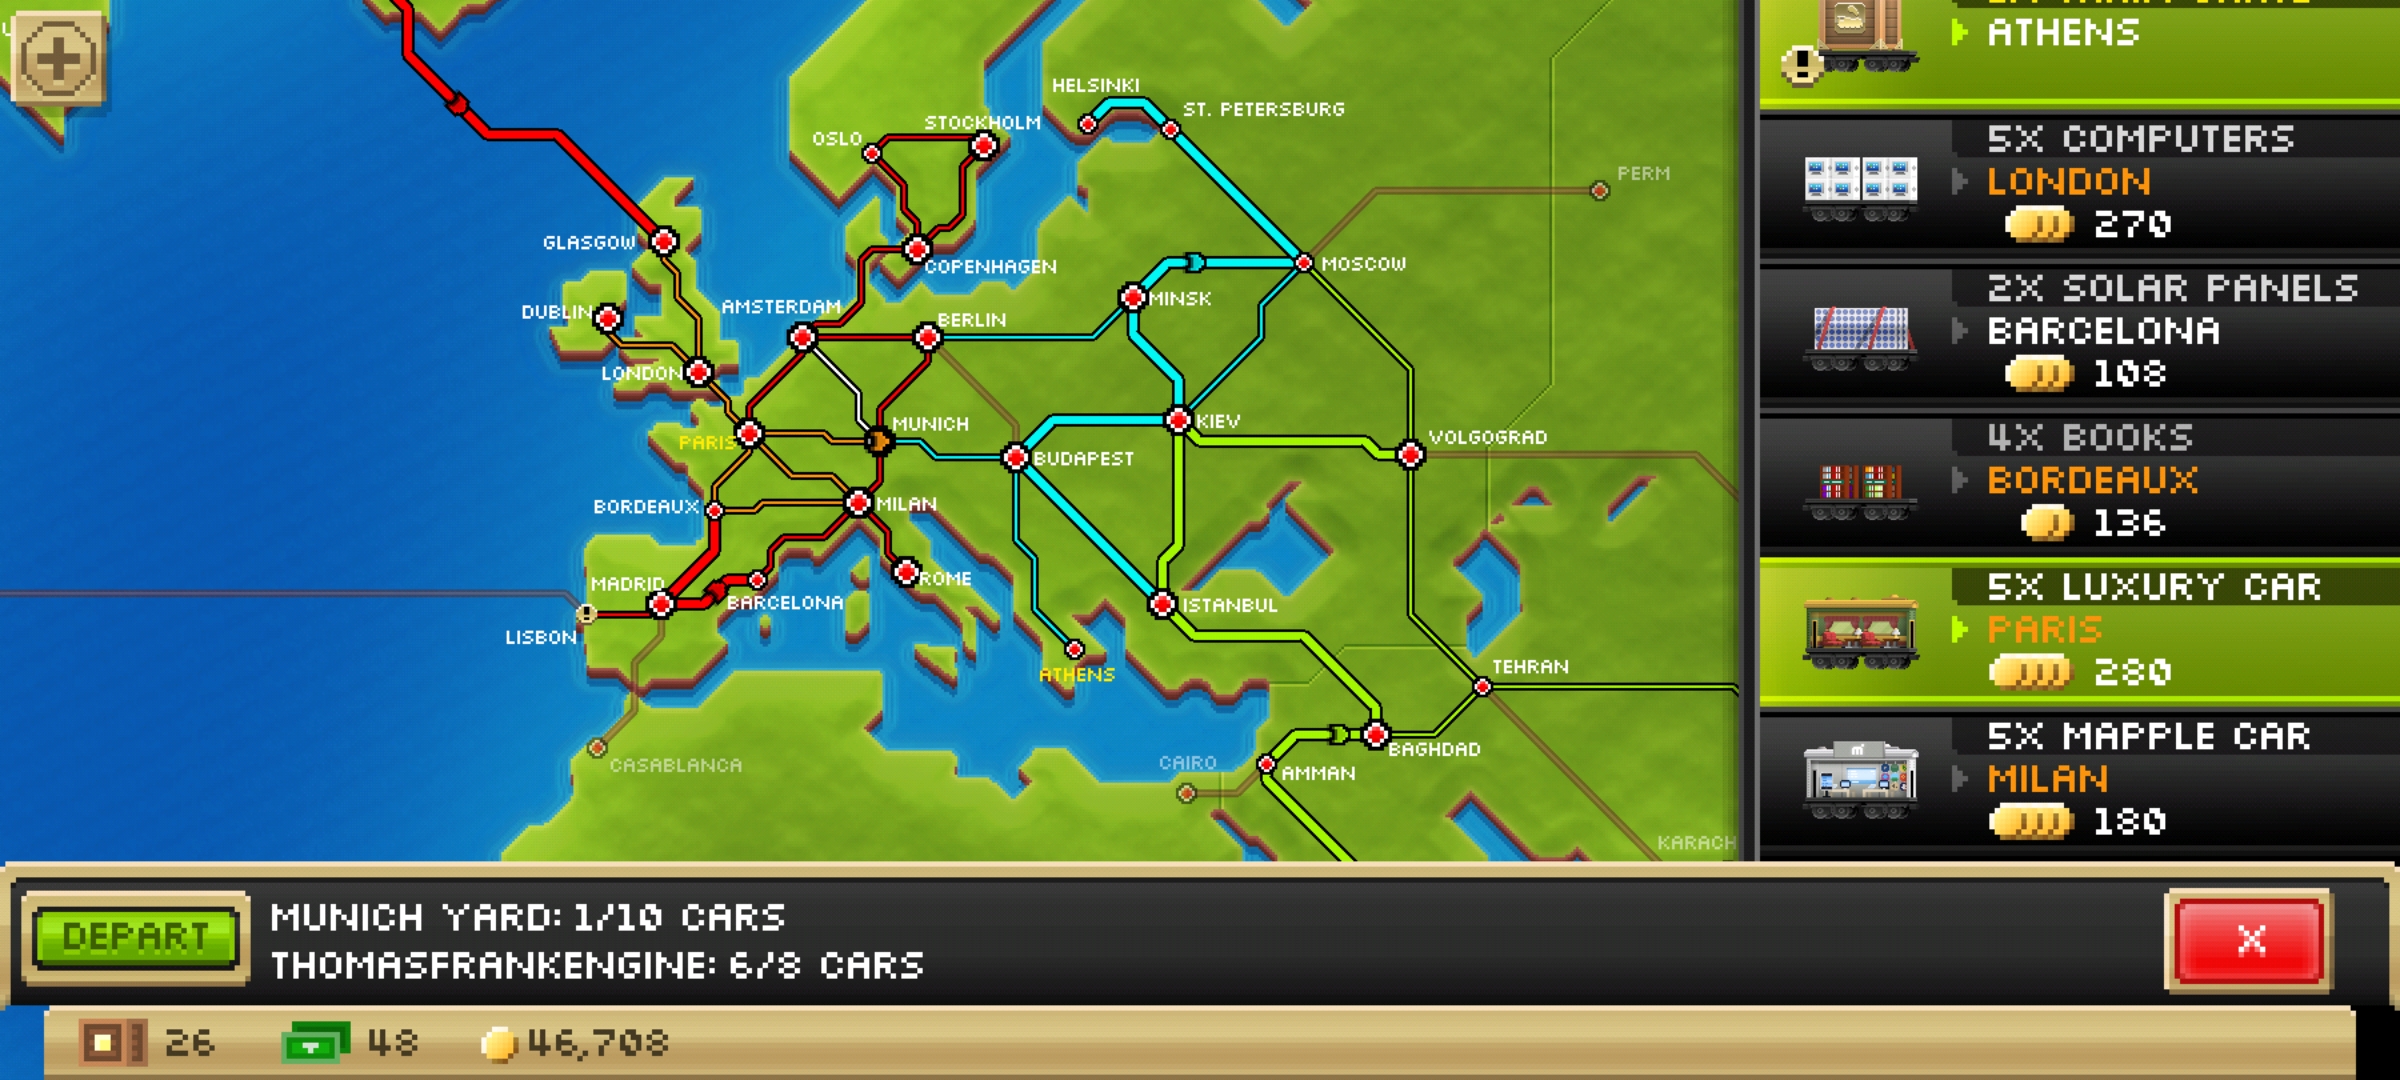 ATHENS
HELSINKI
ST. PETERSBURG
STOCKHOLM
OSLO
PERM
GLASGOW
COPENHAGEN
MOSCOW
DUBLIN
AMSTERDAM
BERLIN
MINSK
LONDON
PARIS
MUNICH
KIEV
VOLGOGRAD
BUDAPEST
BORDEAUX
MILAN
MADRID
BARCELONA
ROME
ISTANBUL
LISBON
ATHENS
TEHRAN
CASABLANCA
CAIRO
AMMAN
BAGHDAD
KARACH
5X COMPUTERS
LONDON
270
2X SOLAR PANELS
BARCELONA
108
4X BOOKS
BORDEAUX
136
5X LUXURY CAR
PARIS
280
5X MAPPLE CAR
MILAN
180
DEPART
MUNICH YARD: 1/10 CARS
THOMASFRANKENGINE: 6/8 CARS
X
26
48
46,708